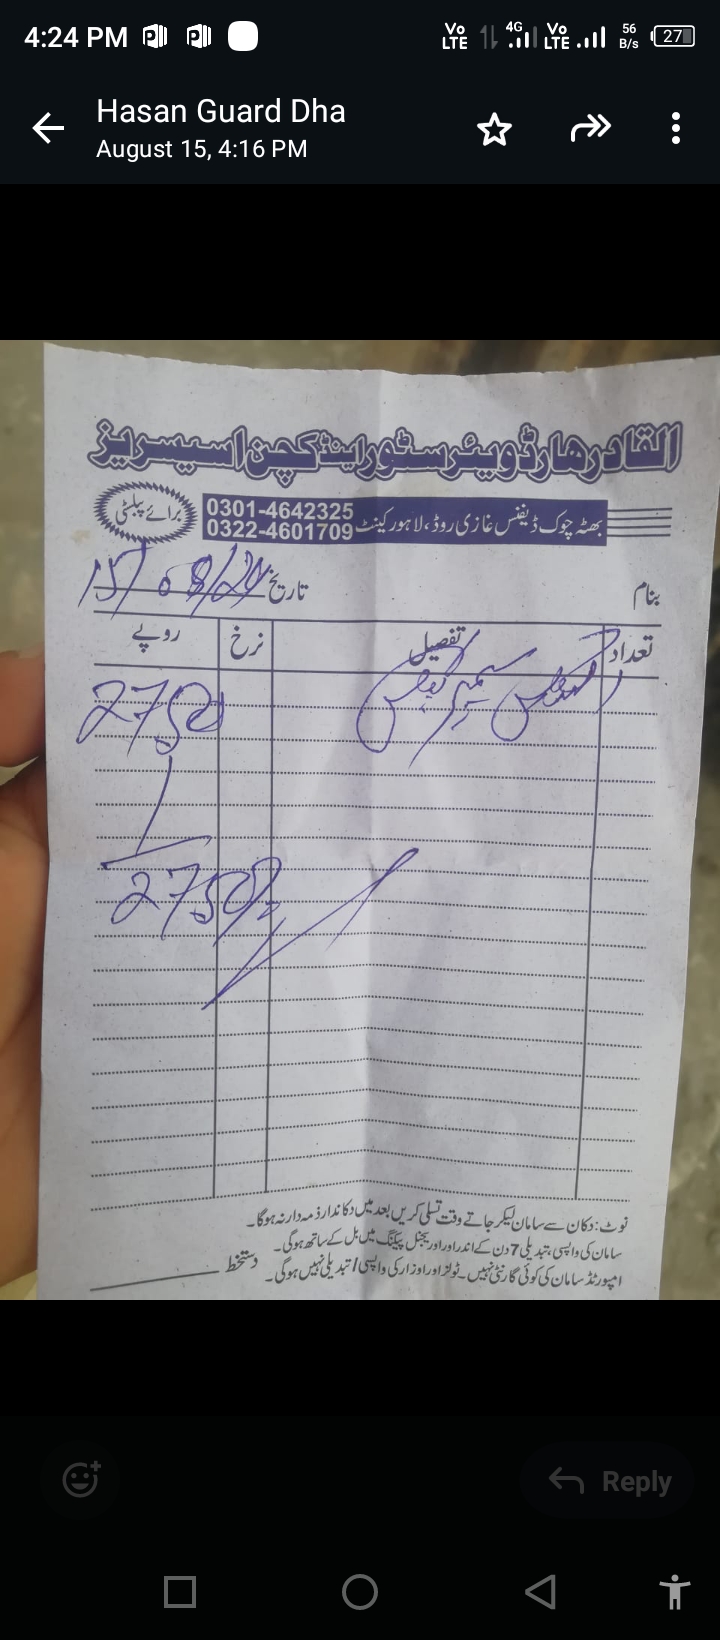 4:24 PM
Vo LTE 4G Vo LTE 56 B/s 27
Hasan Guard Dha
August 15, 4:16 PM
القادر ہارڈ ویئر سٹور اینڈ کچن اسیسریز
برائے پبلسٹی
0301-4642325
0322-4601709
بھٹہ چوک ڈیفنس غازی روڈ، لاہور کینٹ
بنام
تاریخ 15/08/24
تعداد تفصیل نرخ روپے
2750
2750/=
نوٹ: دکان سے سامان لیکر جاتے وقت تسلی کریں بعد میں دکاندار ذمہ دار نہ ہوگا۔
سامان کی واپسی، تبدیلی 7 دن کے اندر اور اوریجنل پیکنگ میں بل کے ساتھ ہوگی۔
امپورٹڈ سامان کی کوئی گارنٹی نہیں۔ ٹولز اور اوزار کی واپسی / تبدیلی نہیں ہوگی۔
دستخط
Reply